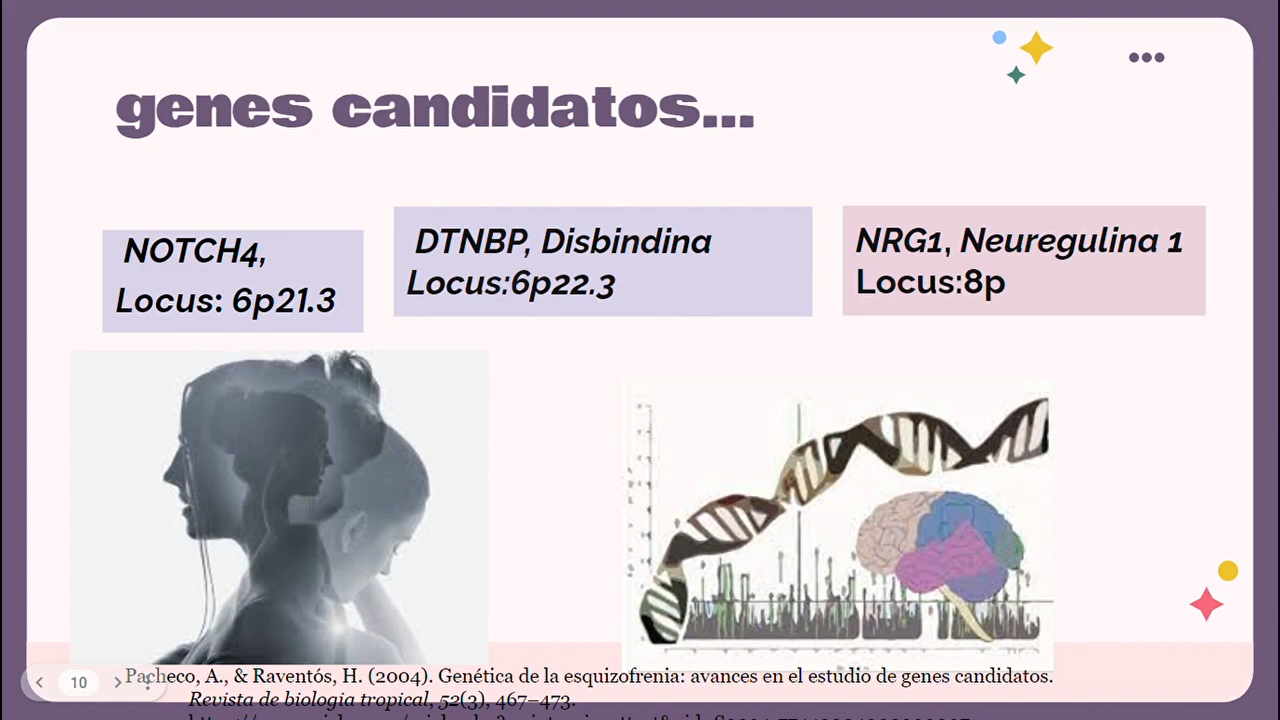 genes candidatos...
NOTCH4,
Locus: 6p21.3
DTNBP, Disbindina
Locus:6p22.3
NRG1, Neuregulina 1
Locus:8p
Pacheco, A., & Raventós, H. (2004). Genética de la esquizofrenia: avances en el estudio de genes candidatos.
Revista de biologia tropical, 52(3), 467–473.
10